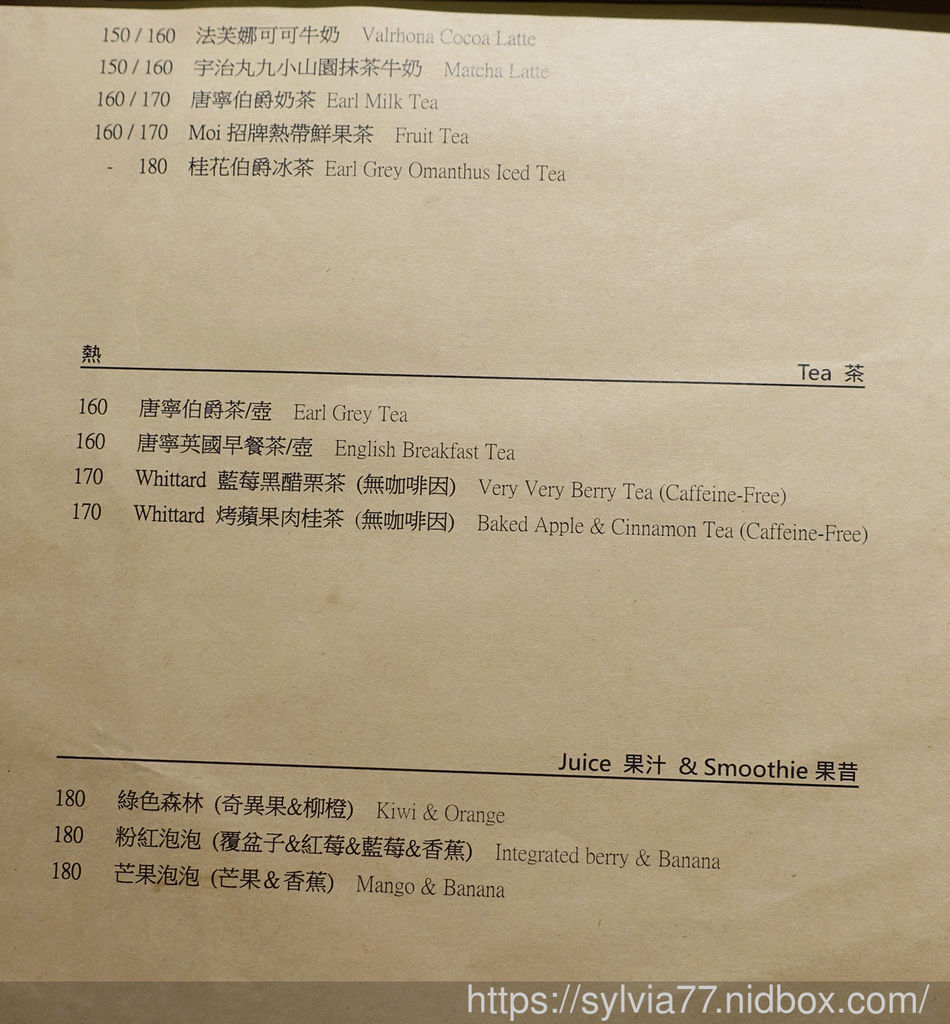 150 / 160 法芙娜可可牛奶 Valrhona Cocoa Latte
150 / 160 宇治丸九小山園抹茶牛奶 Matcha Latte
160 / 170 唐寧伯爵奶茶 Earl Milk Tea
160 / 170 Moi 招牌熱帶鮮果茶 Fruit Tea
- 180 桂花伯爵冰茶 Earl Grey Omanthus Iced Tea
熱 Tea 茶
160 唐寧伯爵茶/壺 Earl Grey Tea
160 唐寧英國早餐茶/壺 English Breakfast Tea
170 Whittard 藍莓黑醋栗茶 (無咖啡因) Very Very Berry Tea (Caffeine-Free)
170 Whittard 烤蘋果肉桂茶 (無咖啡因) Baked Apple & Cinnamon Tea (Caffeine-Free)
Juice 果汁 & Smoothie 果昔
180 綠色森林 (奇異果&柳橙) Kiwi & Orange
180 粉紅泡泡 (覆盆子&紅莓&藍莓&香蕉) Integrated berry & Banana
180 芒果泡泡 (芒果&香蕉) Mango & Banana
https://sylvia77.nidbox.com/